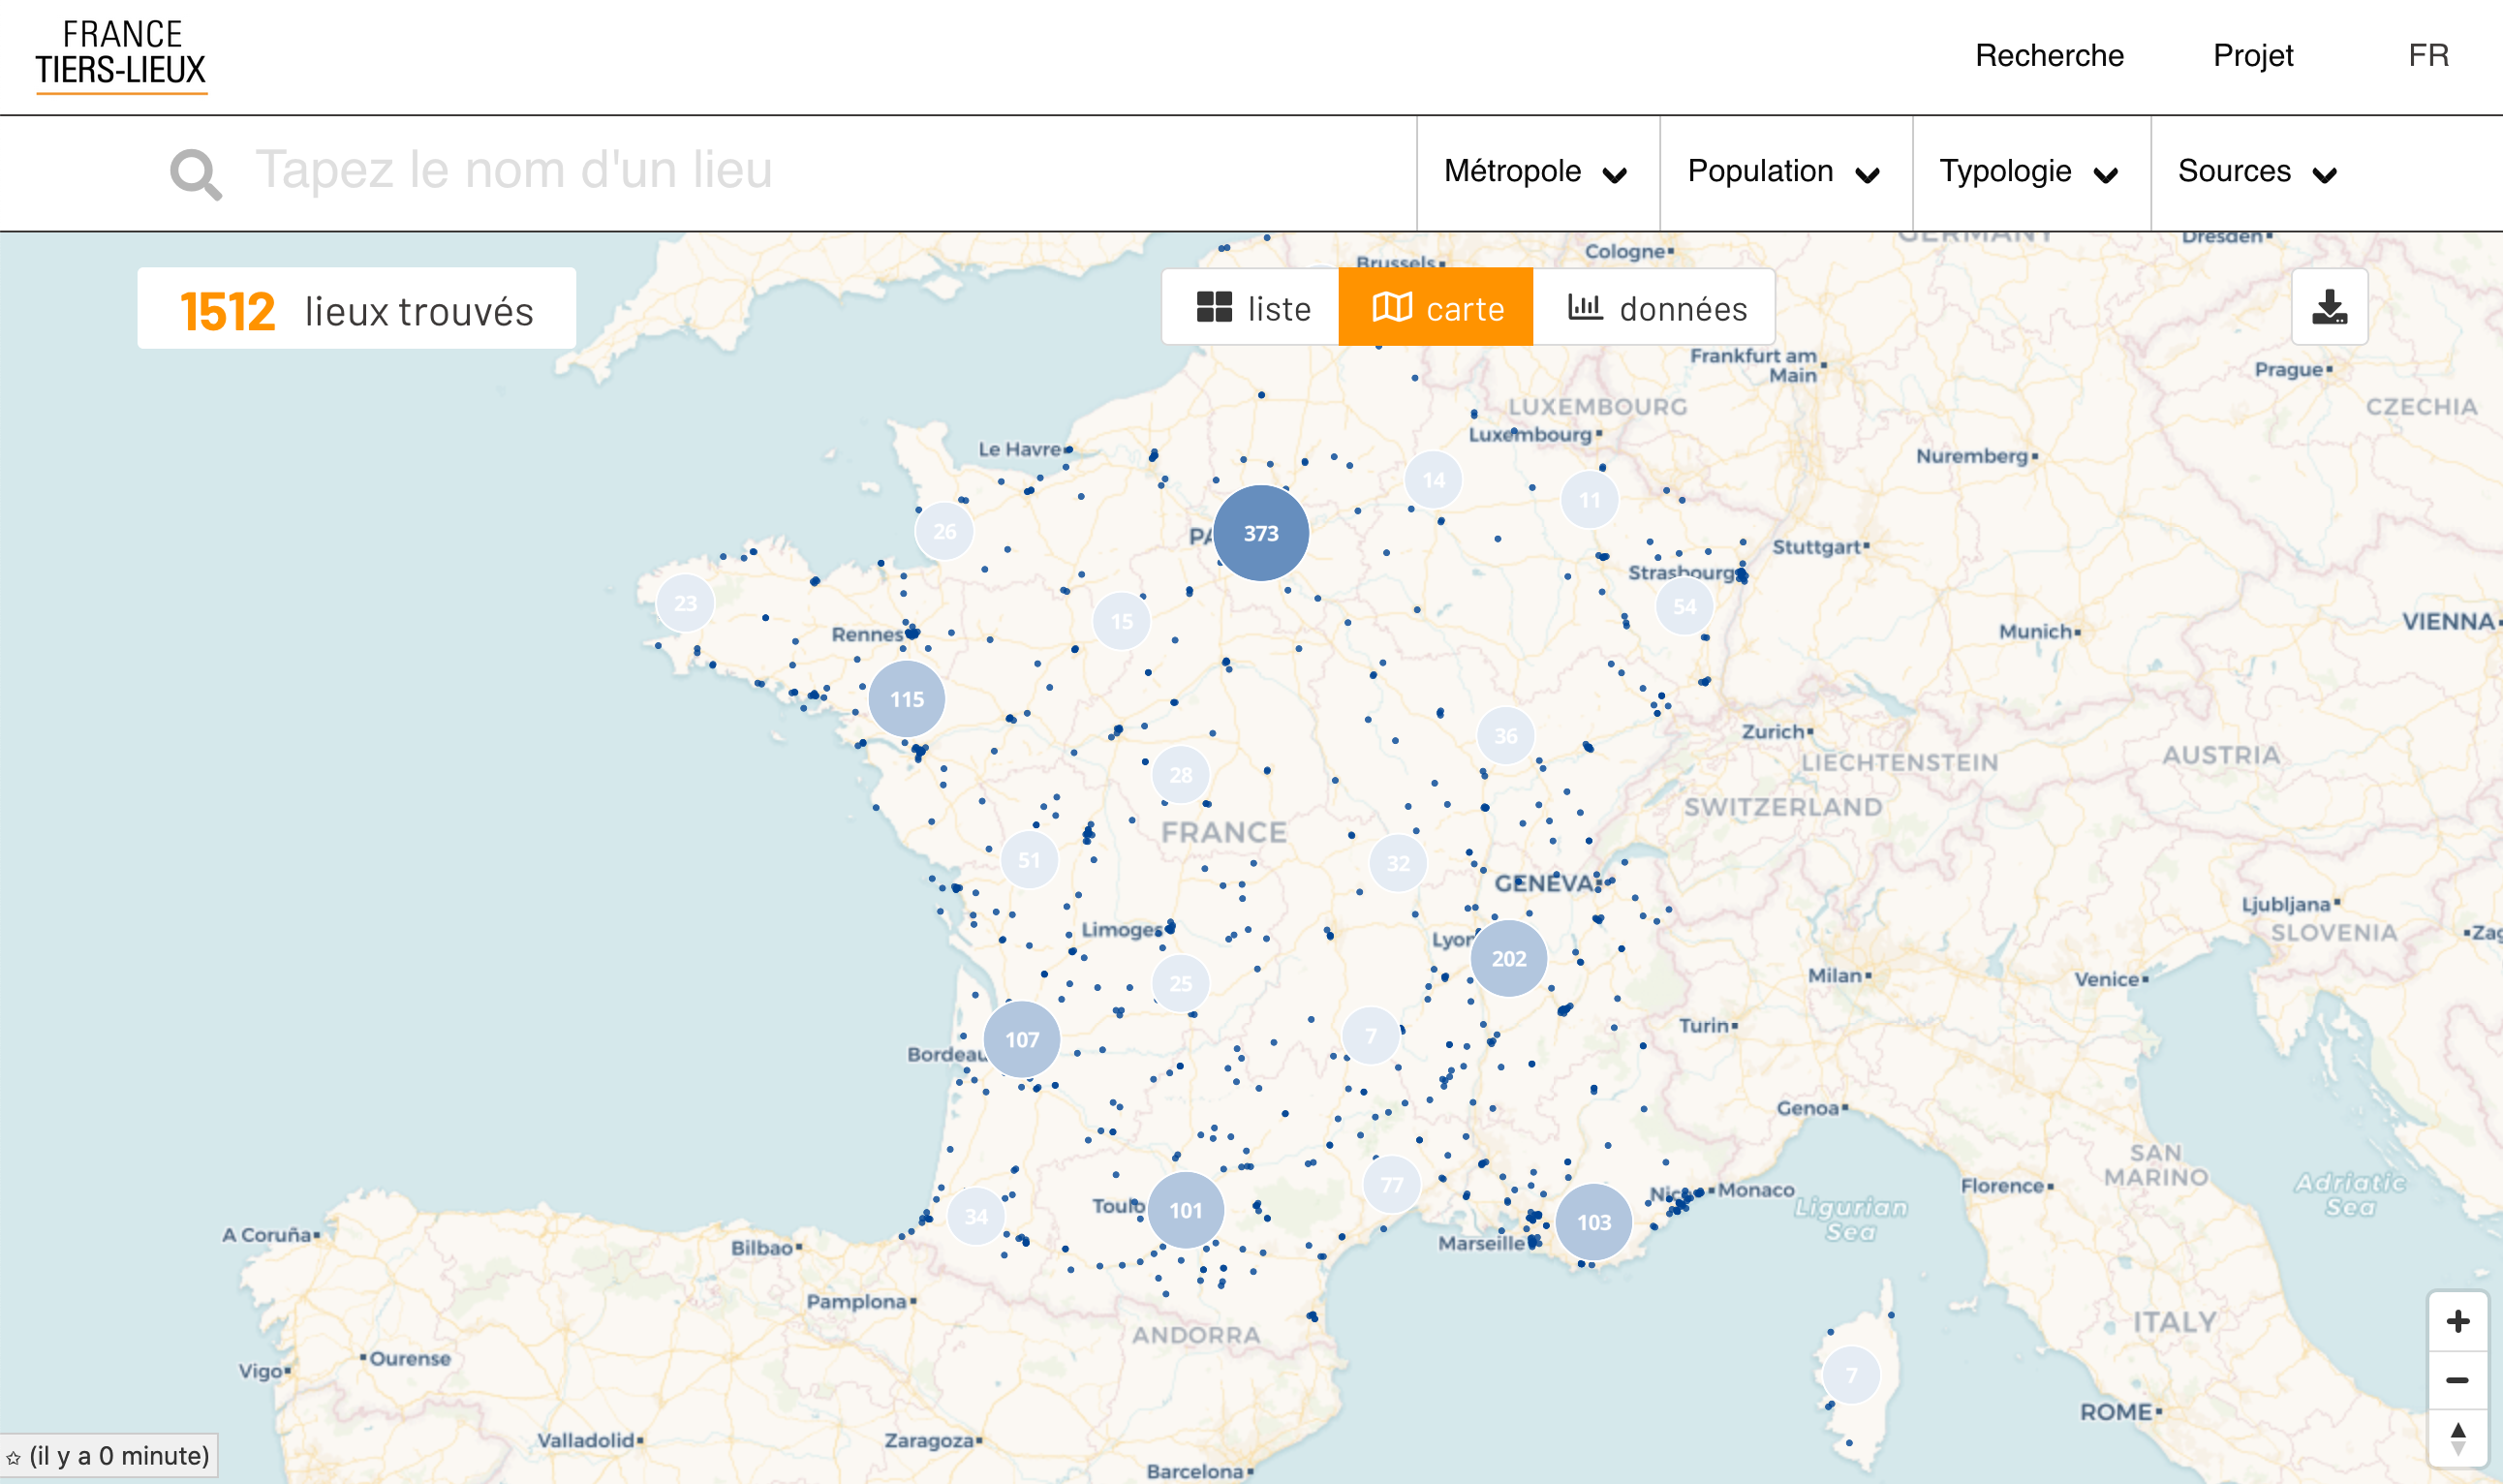 FRANCE
TIERS-LIEUX
Recherche
Projet
FR
Tapez le nom d'un lieu
Métropole
Population
Typologie
Sources
1512 lieux trouvés
liste
carte
données
Brussels
Cologne
GERMANY
Dresden
Frankfurt am
Main
Prague
LUXEMBOURG
CZECHIA
Luxembourg
Le Havre
Nuremberg
14
11
26
373
Stuttgart
Strasbourg
23
54
15
VIENNA
Rennes
Munich
115
36
Zurich
28
LIECHTENSTEIN
AUSTRIA
SWITZERLAND
FRANCE
51
32
GENEVA
Ljubljana
SLOVENIA
Limoges
Lyon
202
Milan
Venice
25
Turin
107
7
Bordeau
Genoa
SAN
MARINO
77
Nice
Monaco
Florence
Adriatic
Sea
Ligurian
Sea
Toulo
101
34
103
A Coruña
Bilbao
Marseille
Pamplona
ANDORRA
ITALY
Vigo
Ourense
7
ROME
Valladolid
Zaragoza
Barcelona
(il y a 0 minute)